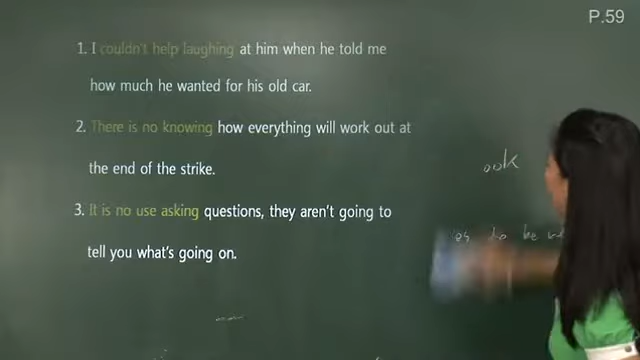 P.59
1. I couldn't help laughing at him when he told me
how much he wanted for his old car.
2. There is no knowing how everything will work out at
the end of the strike.
ook
3. It is no use asking questions, they aren't going to
tell you what's going on.